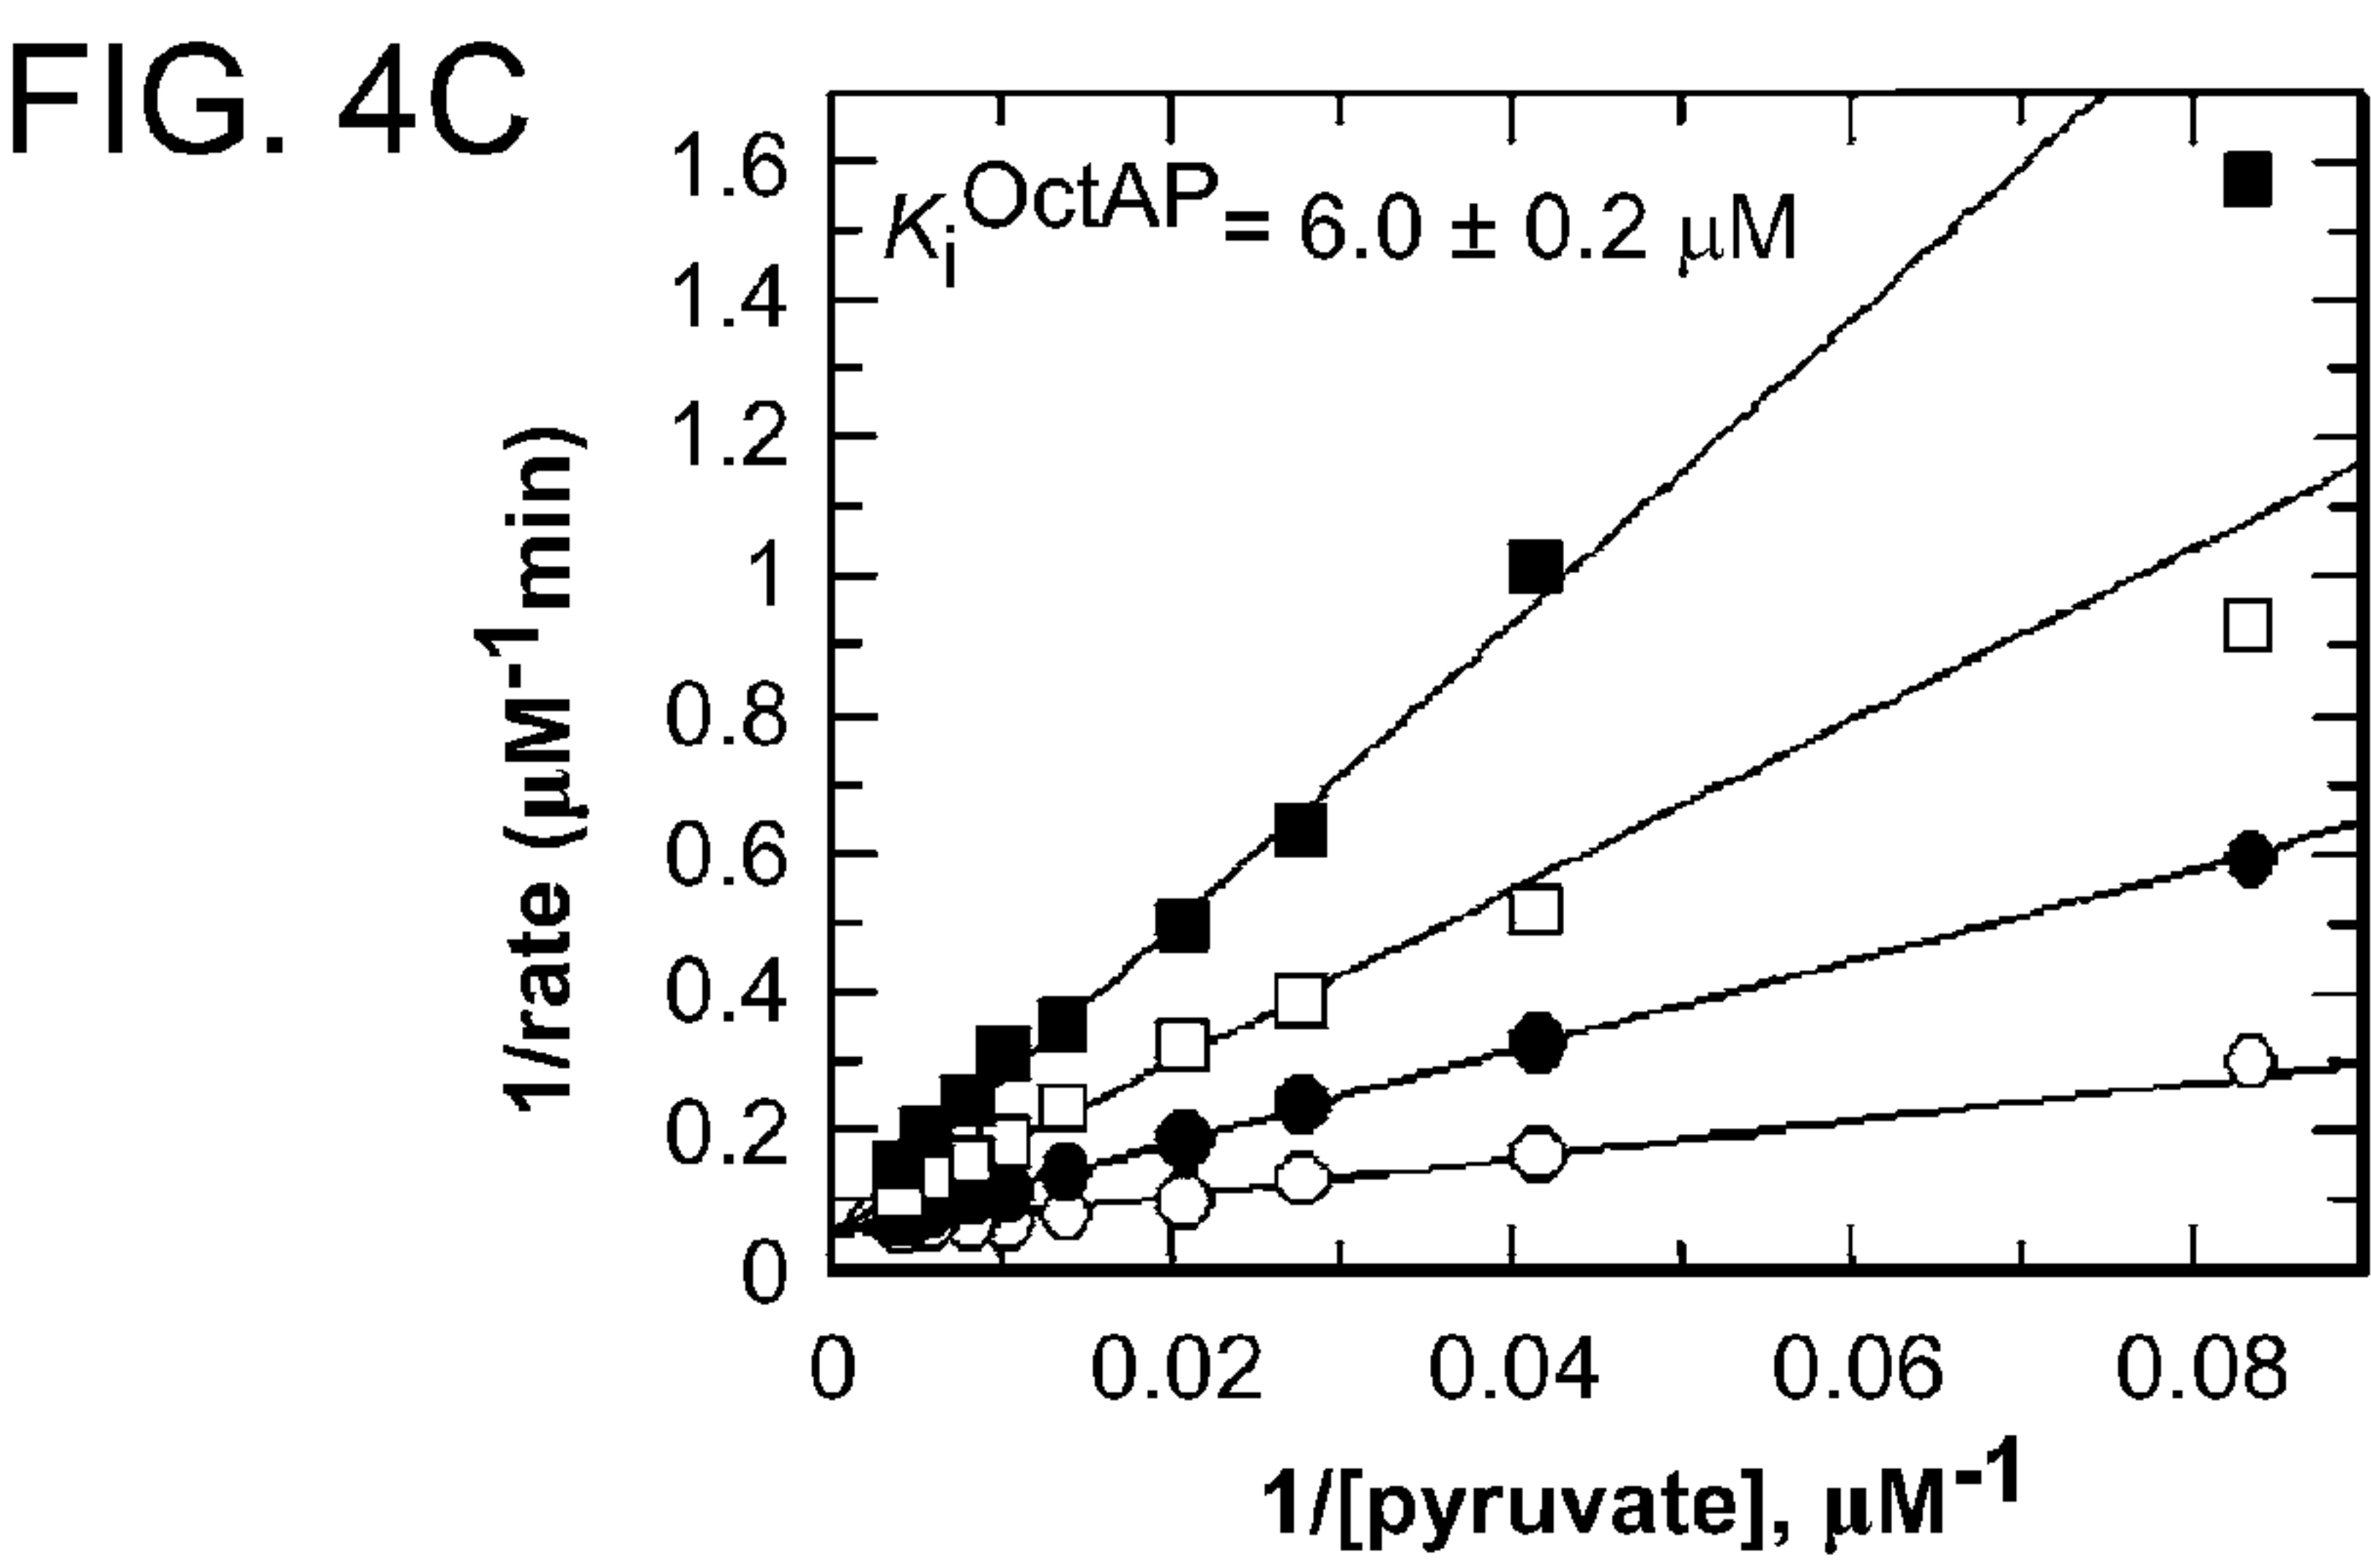 FIG. 4C
1.6
KiOctAP = 6.0 ± 0.2 μM
1.4
1.2
1
0.8
0.6
0.4
0.2
0
1/rate (μM-1min)
0 0.02 0.04 0.06 0.08
1/[pyruvate], μM-1